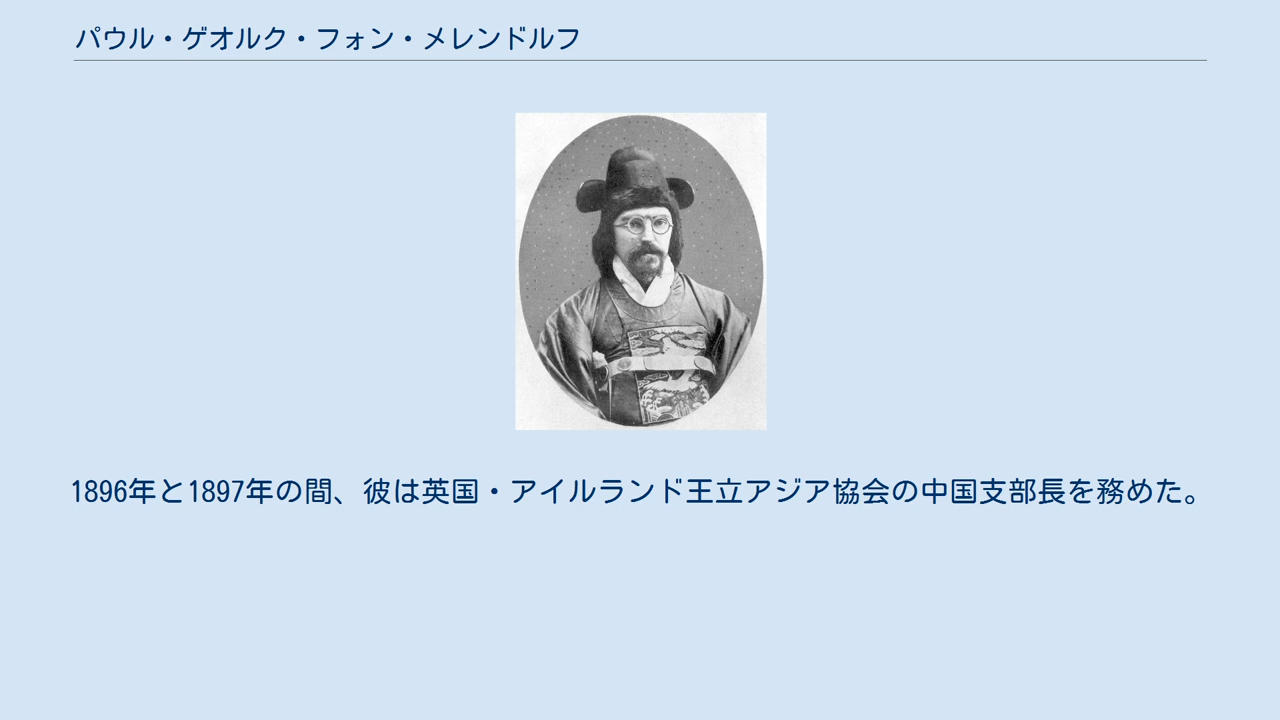 パウル・ゲオルク・フォン・メレンドルフ
1896年と1897年の間、彼は英国・アイルランド王立アジア協会の中国支部長を務めた。